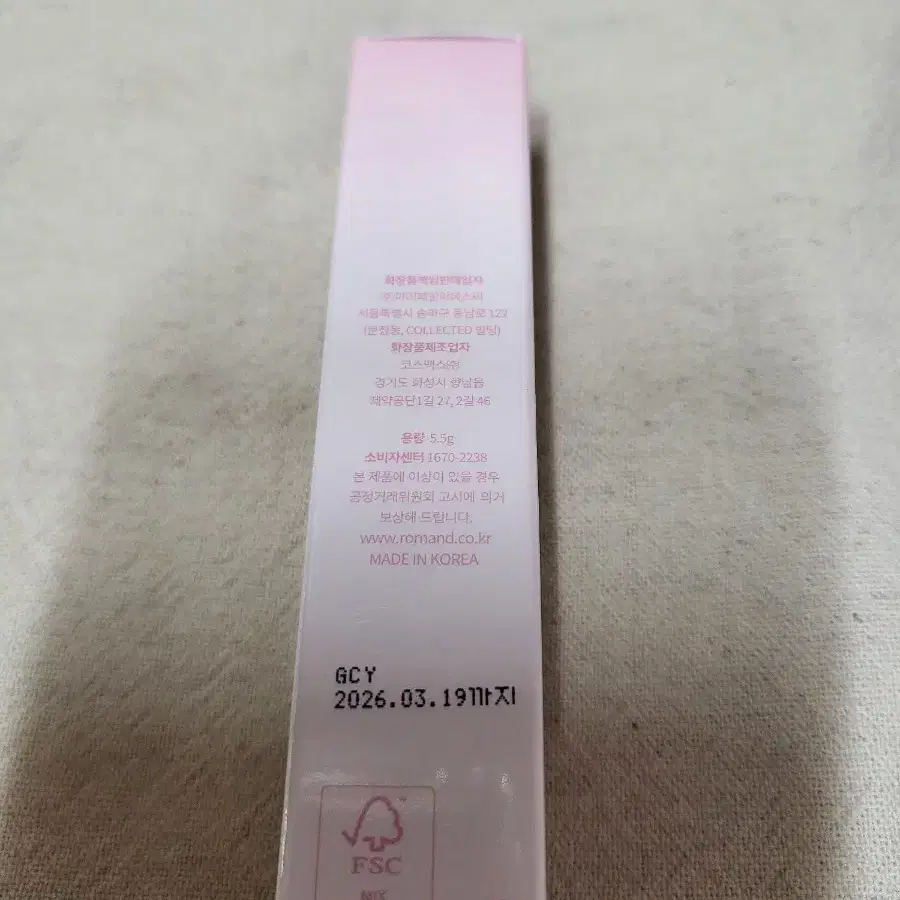 화장품책임판매업자
㈜아이패밀리에스씨
서울특별시 송파구 동남로 122
(문정동, COLLECTED 빌딩)
화장품제조업자
코스맥스㈜
경기도 화성시 향남읍
제약공단1길 27, 2길 46
용량 5.5g
소비자센터 1670-2238
본 제품에 이상이 있을 경우
공정거래위원회 고시에 의거
보상해 드립니다.
www.romand.co.kr
MADE IN KOREA
GCY
2026.03.19까지
FSC
MIX